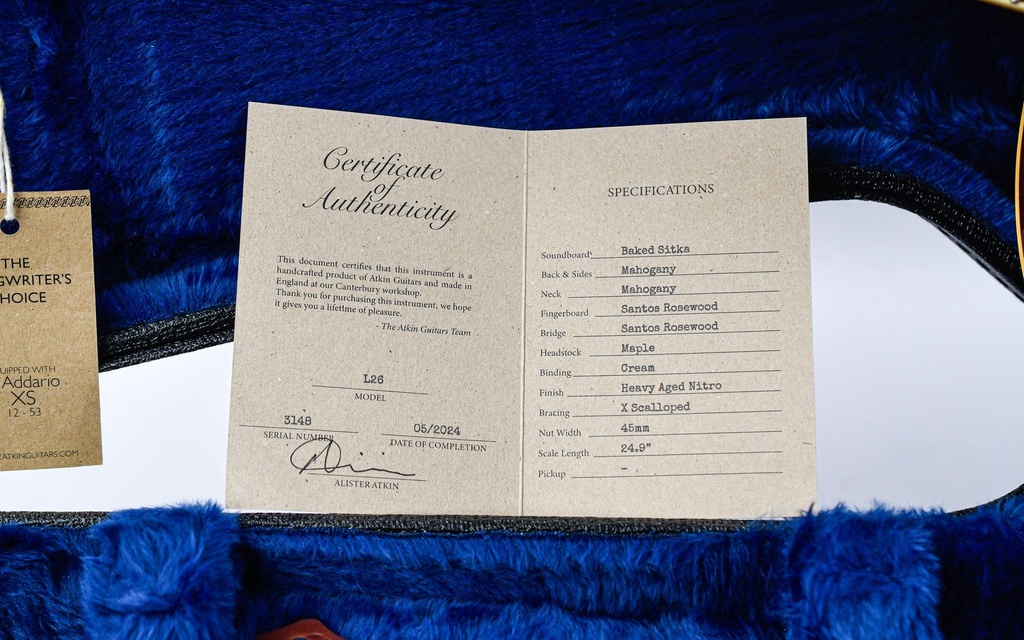 THE
GWRITER'S
HOICE
UIPPED WITH
Addario
XS
12 - 53
ATKINGUITARS.COM
Certificate
of
Authenticity
This document certifies that this instrument is a
handcrafted product of Atkin Guitars and made in
England at our Canterbury workshop.
Thank you for purchasing this instrument, we hope
it gives you a lifetime of pleasure.
- The Atkin Guitars Team
L26
MODEL
3148
SERIAL NUMBER
05/2024
DATE OF COMPLETION
ALISTER ATKIN
SPECIFICATIONS
Soundboard Baked Sitka
Back & Sides Mahogany
Neck Mahogany
Fingerboard Santos Rosewood
Bridge Santos Rosewood
Headstock Maple
Binding Cream
Finish Heavy Aged Nitro
Bracing X Scalloped
Nut Width 45mm
Scale Length 24.9"
Pickup -